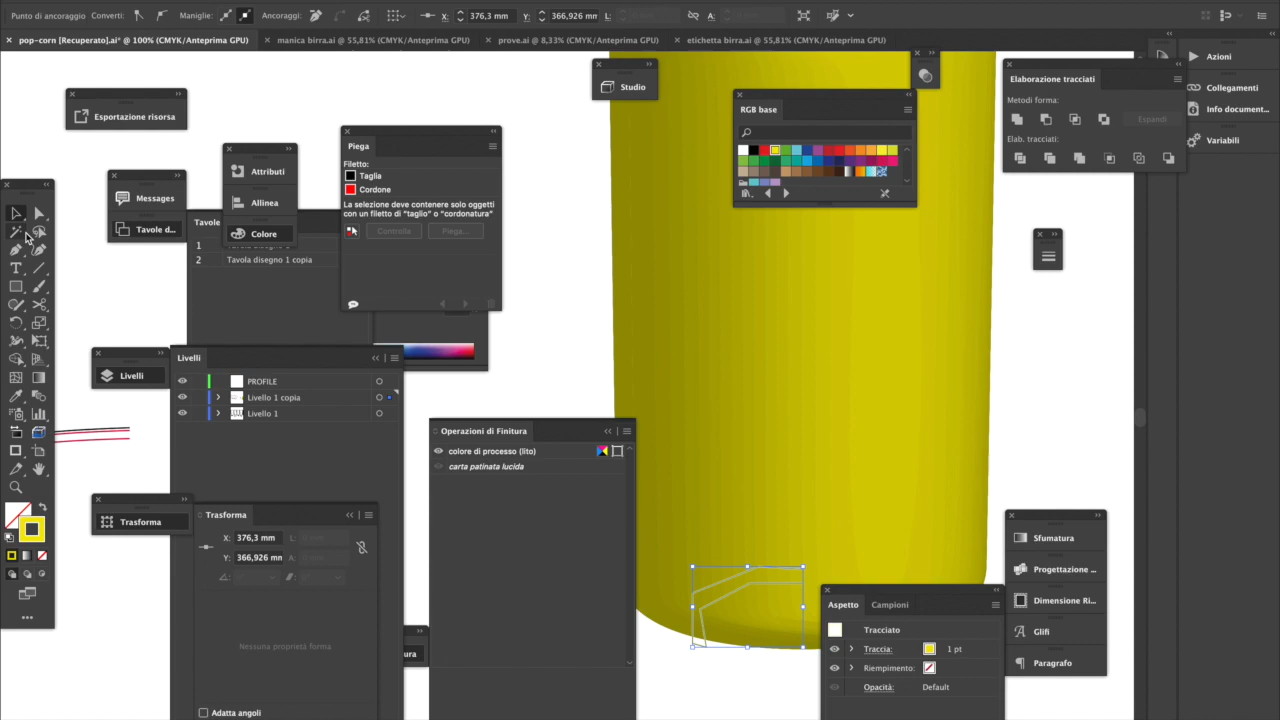 Punto di ancoraggio Converti: Maniglie: Ancoraggi: X: 376,3 mm Y: 366,926 mm L: A:
pop-corn [Recuperato].ai* @ 100% (CMYK/Anteprima GPU)
manica birra.ai @ 55,81% (CMYK/Anteprima GPU)
prove.ai @ 8,33% (CMYK/Anteprima GPU)
etichetta birra.ai @ 55,81% (CMYK/Anteprima GPU)
Esportazione risorsa
Messages
Tavole d...
Attributi
Allinea
Colore
Tavole
1
2 Tavola disegno 1 copia
Piega
Filetto:
Taglia
Cordone
La selezione deve contenere solo oggetti
con un filetto di "taglio" o "cordonatura"
Controlla Piega...
Studio
RGB base
Elaborazione tracciati
Metodi forma:
Espandi
Elab. tracciati:
Azioni
Collegamenti
Info document...
Variabili
Livelli
Livelli
PROFILE
Livello 1 copia
Livello 1
Operazioni di Finitura
colore di processo (lito)
carta patinata lucida
Trasforma
Trasforma
X: 376,3 mm L: 0 mm
Y: 366,926 mm A: 0 mm
Nessuna proprietà forma
Adatta angoli
ura
Aspetto Campioni
Tracciato
Traccia: 1 pt
Riempimento:
Opacità: Default
Sfumatura
Progettazione ...
Dimensione Ri...
Glifi
Paragrafo